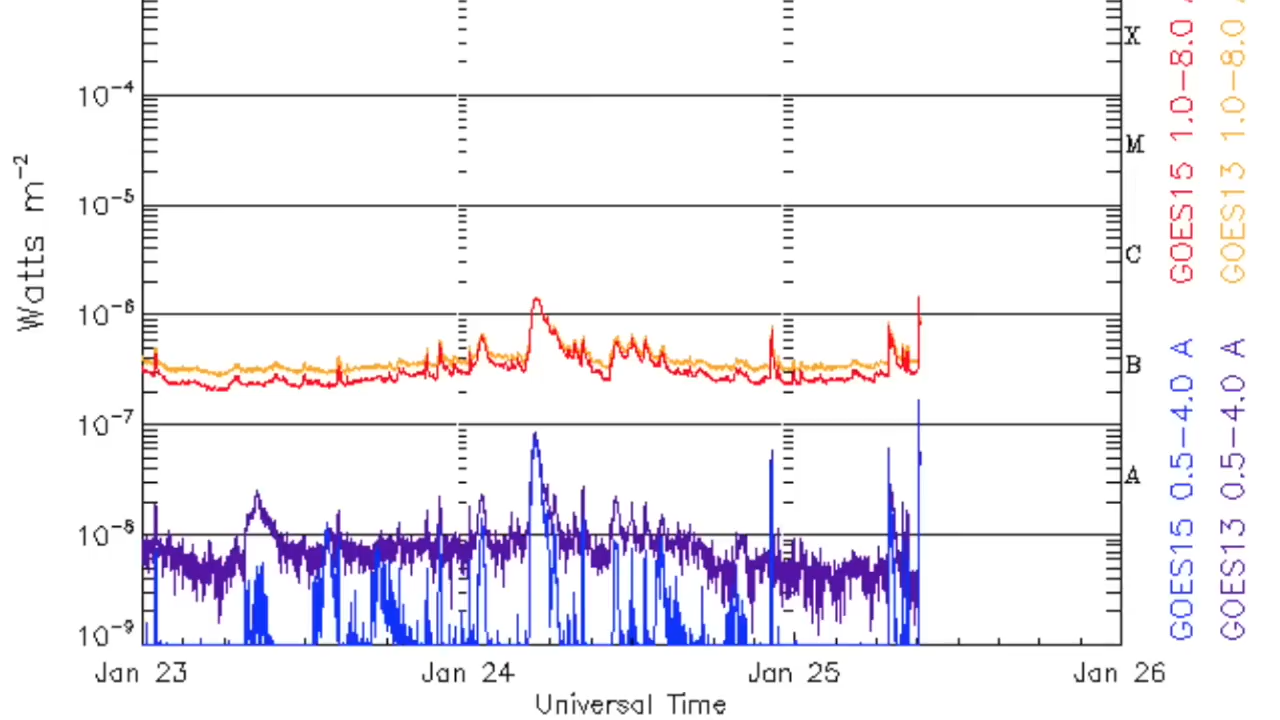 X
10-4
M
10-5
C
10-6
B
10-7
A
10-8
10-9
Watts m-2
Jan 23 Jan 24 Jan 25 Jan 26
Universal Time
GOES15 0.5-4.0 A GOES15 1.0-8.0 A
GOES13 0.5-4.0 A GOES13 1.0-8.0 A